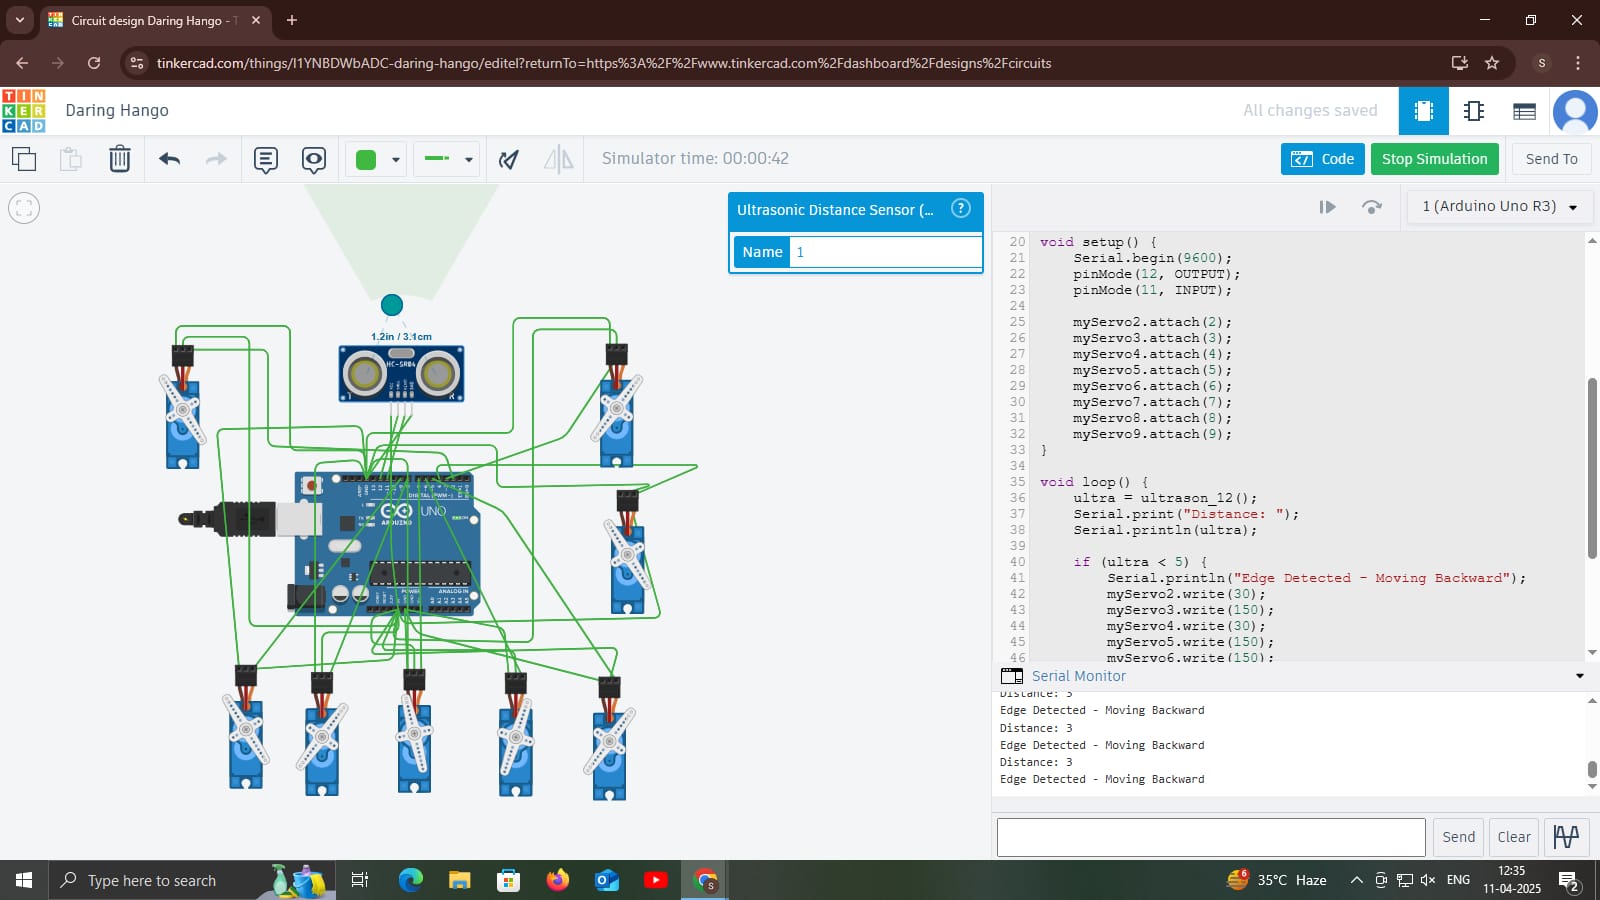 Circuit design Daring Hango - T
tinkercad.com/things/l1YNBDWbADC-daring-hango/editel?returnTo=https%3A%2F%2Fwww.tinkercad.com%2Fdashboard%2Fdesigns%2Fcircuits
S
TIN
KER
CAD
Daring Hango
All changes saved
Simulator time: 00:00:42
Code
Stop Simulation
Send To
Ultrasonic Distance Sensor (...
?
Name 1
1 (Arduino Uno R3)
1.2in / 3.1cm
HC-SR04
DIGITAL (PWM~)
UNO
ARDUINO
POWER
ANALOG IN
20 void setup() {
21 Serial.begin(9600);
22 pinMode(12, OUTPUT);
23 pinMode(11, INPUT);
24
25 myServo2.attach(2);
26 myServo3.attach(3);
27 myServo4.attach(4);
28 myServo5.attach(5);
29 myServo6.attach(6);
30 myServo7.attach(7);
31 myServo8.attach(8);
32 myServo9.attach(9);
33 }
34
35 void loop() {
36 ultra = ultrason_12();
37 Serial.print("Distance: ");
38 Serial.println(ultra);
39
40 if (ultra < 5) {
41 Serial.println("Edge Detected - Moving Backward");
42 myServo2.write(30);
43 myServo3.write(150);
44 myServo4.write(30);
45 myServo5.write(150);
46 myServo6.write(150);
Serial Monitor
Distance: 3
Edge Detected - Moving Backward
Distance: 3
Edge Detected - Moving Backward
Distance: 3
Edge Detected - Moving Backward
Send
Clear
Type here to search
S
6
35°C Haze
ENG
12:35
11-04-2025
2